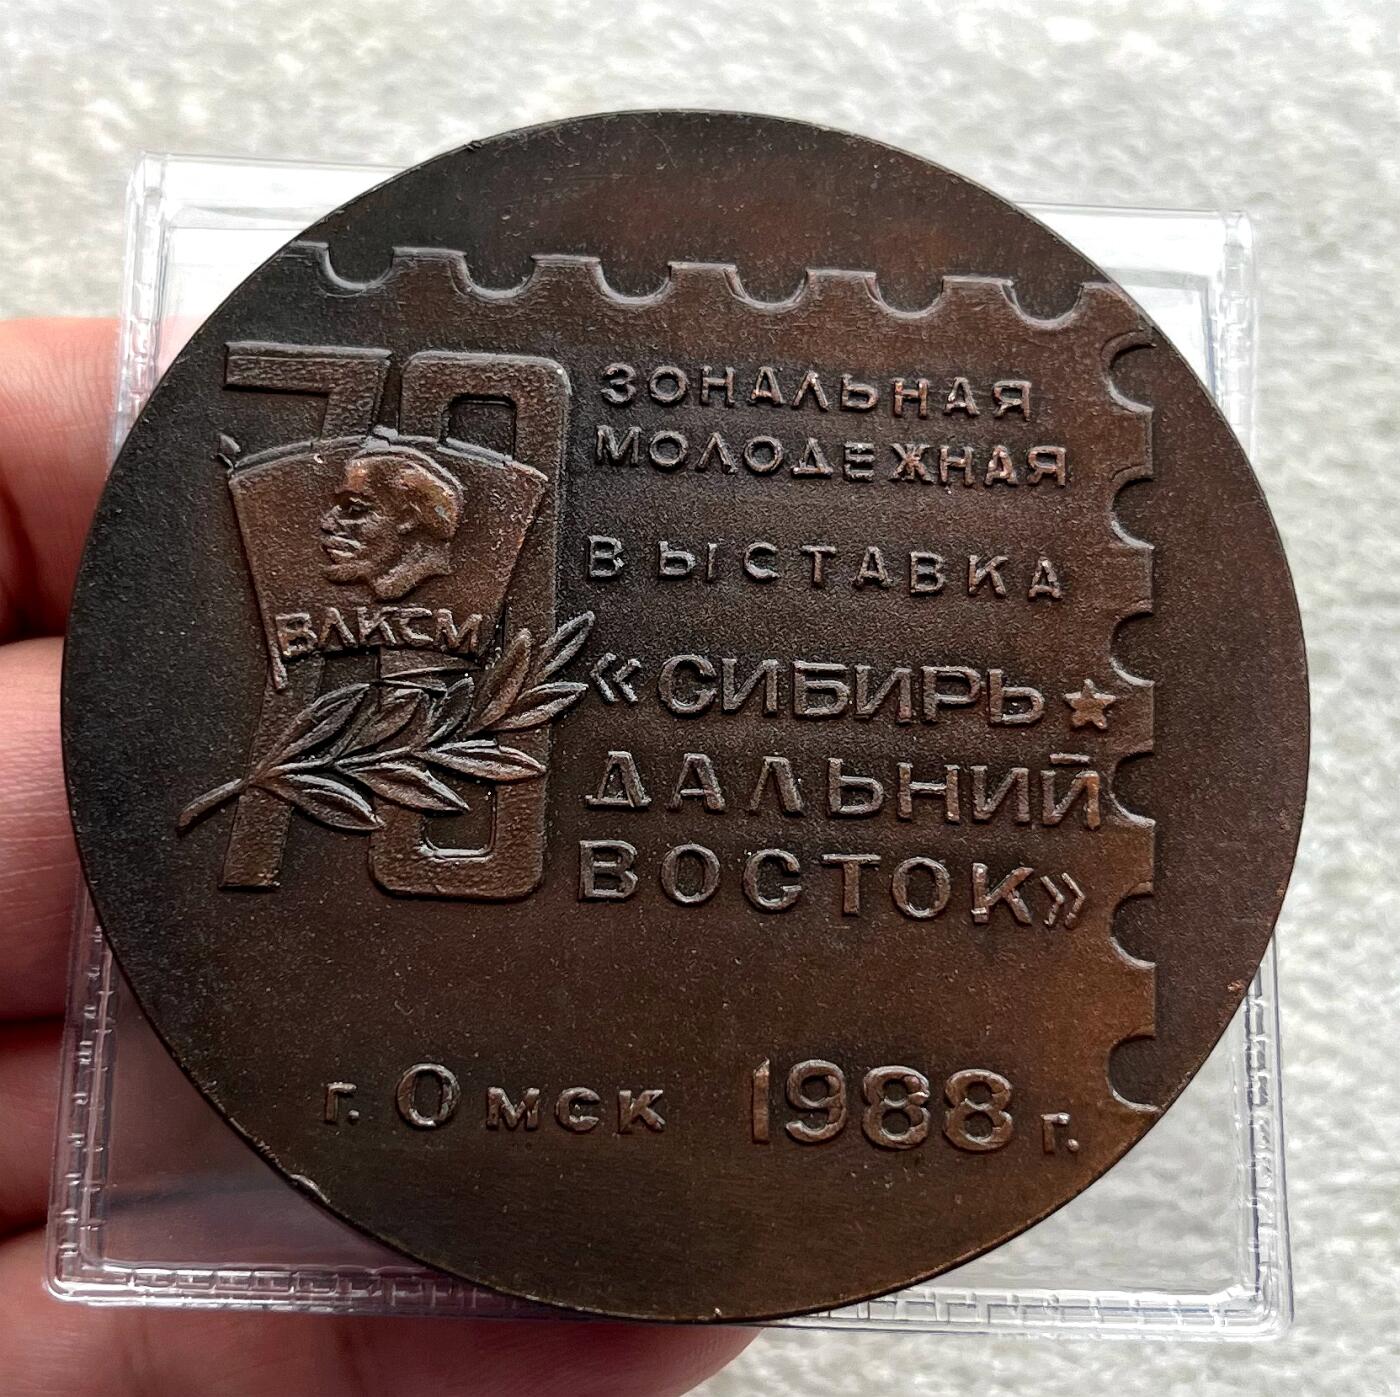 70
ВЛКСМ
ЗОНАЛЬНАЯ
МОЛОДЕЖНАЯ
ВЫСТАВКА
«СИБИРЬ★
ДАЛЬНИЙ
ВОСТОК»
г. Омск 1988 г.